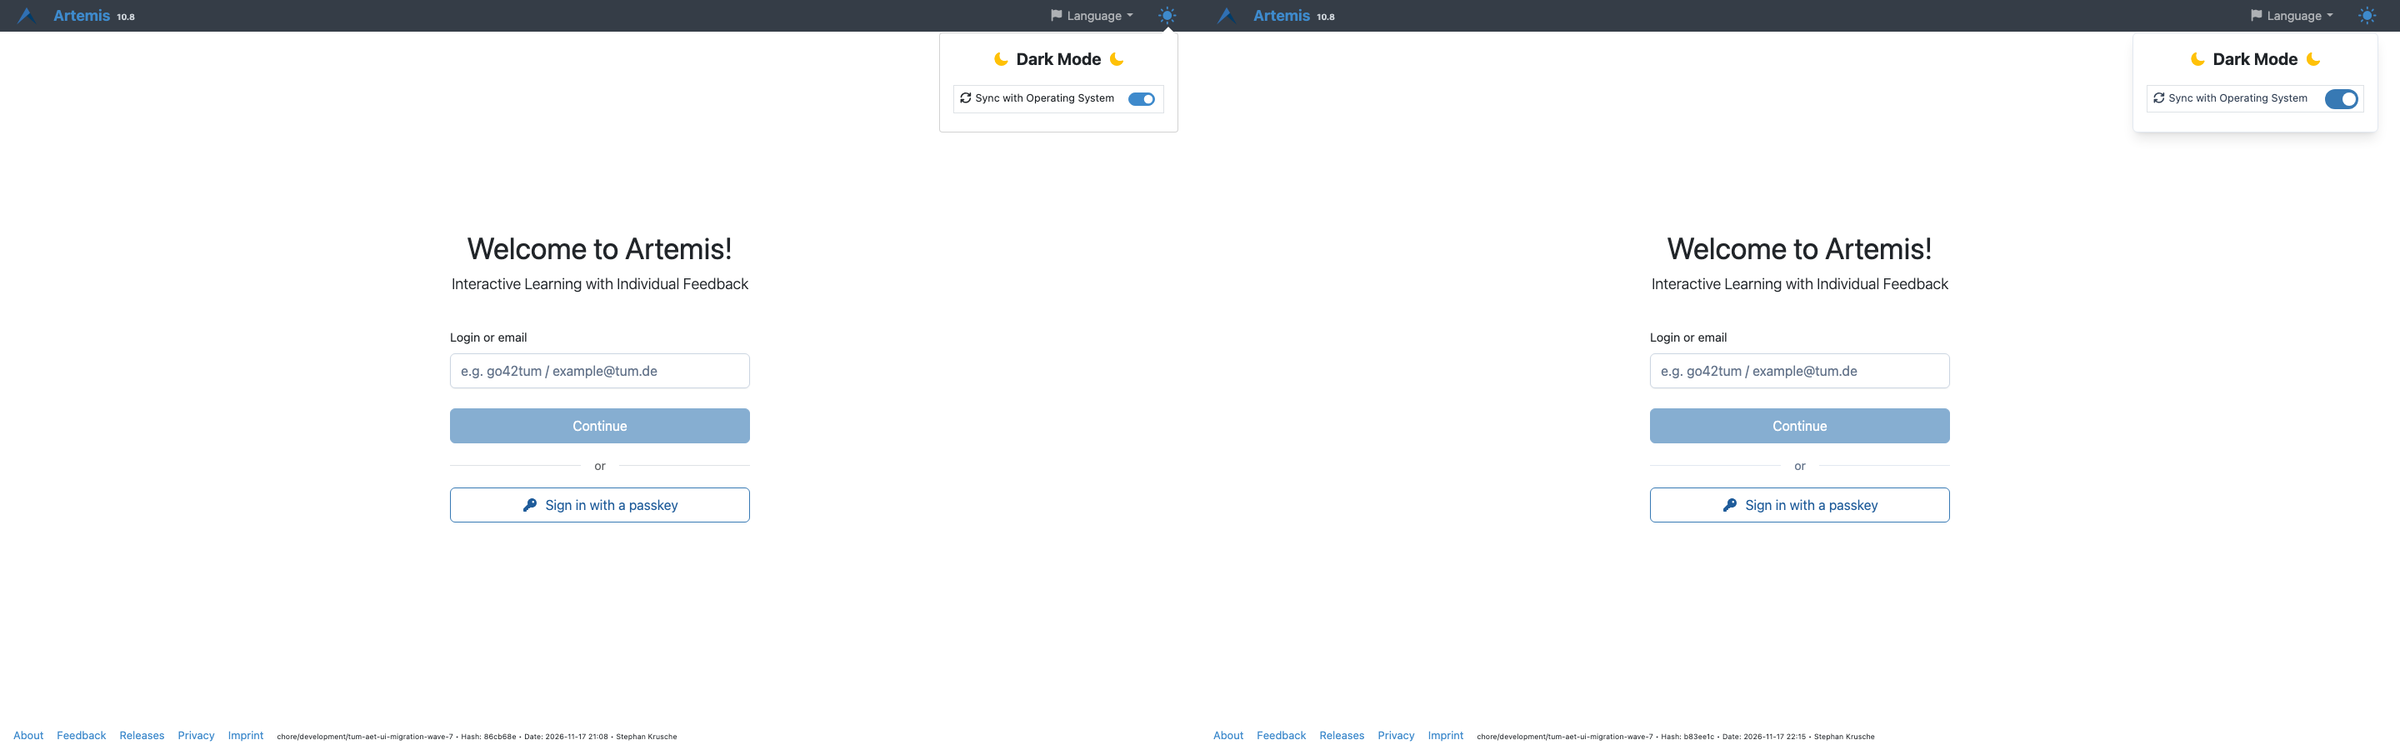 Artemis 10.8
Language
Dark Mode
Sync with Operating System
Welcome to Artemis!
Interactive Learning with Individual Feedback
Login or email
e.g. go42tum / example@tum.de
Continue
or
Sign in with a passkey
About Feedback Releases Privacy Imprint chore/development/tum-aet-ui-migration-wave-7 • Hash: 86cb68e • Date: 2026-11-17 21:08 • Stephan Krusche
Artemis 10.8
Language
Dark Mode
Sync with Operating System
Welcome to Artemis!
Interactive Learning with Individual Feedback
Login or email
e.g. go42tum / example@tum.de
Continue
or
Sign in with a passkey
About Feedback Releases Privacy Imprint chore/development/tum-aet-ui-migration-wave-7 • Hash: b83ee1c • Date: 2026-11-17 22:15 • Stephan Krusche